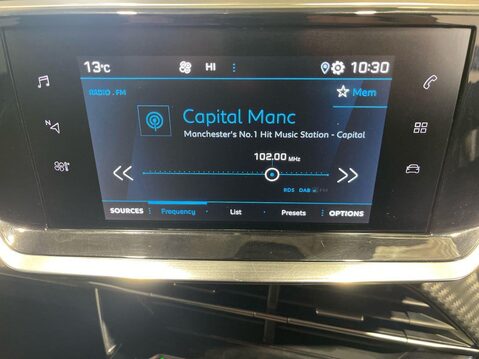 13°C HI 10:30
RADIO . FM
Mem
Capital Manc
Manchester's No.1 Hit Music Station - Capital
102.00 MHz
RDS DAB FM
SOURCES Frequency List Presets OPTIONS
N